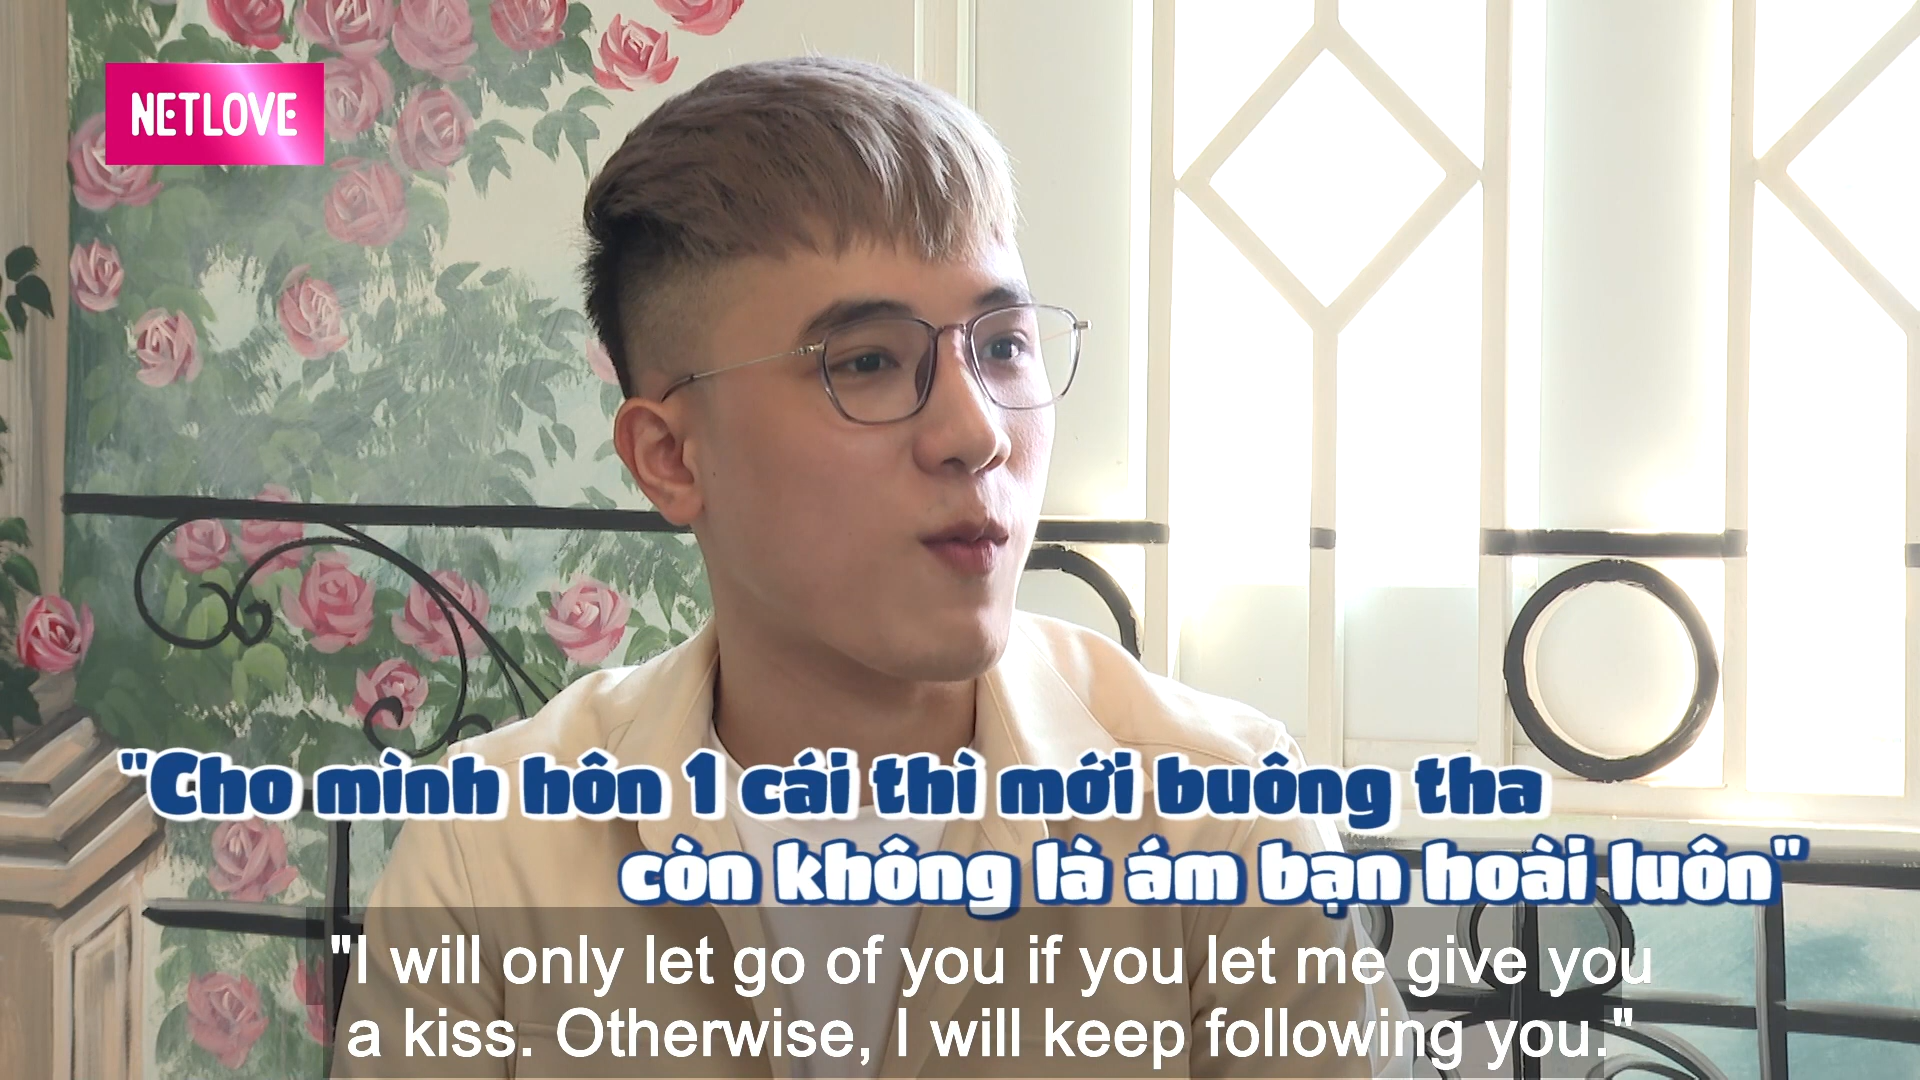 NETLOVE
"Cho mình hôn 1 cái thì mới buông tha
còn không là ám bạn hoài luôn"
"I will only let go of you if you let me give you
a kiss. Otherwise, I will keep following you."